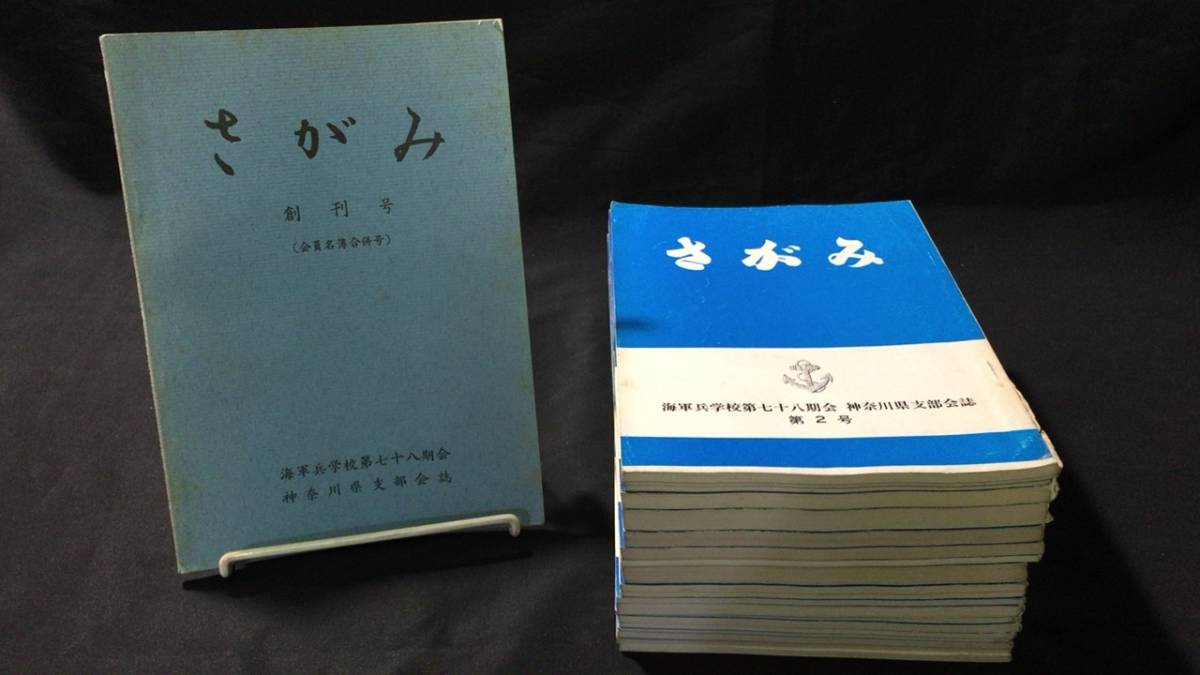 さがみ
創刊号
（会員名簿合併号）
海軍兵学校第七十八期会
神奈川県支部会誌
さがみ
海軍兵学校第七十八期会 神奈川県支部会誌
第2号